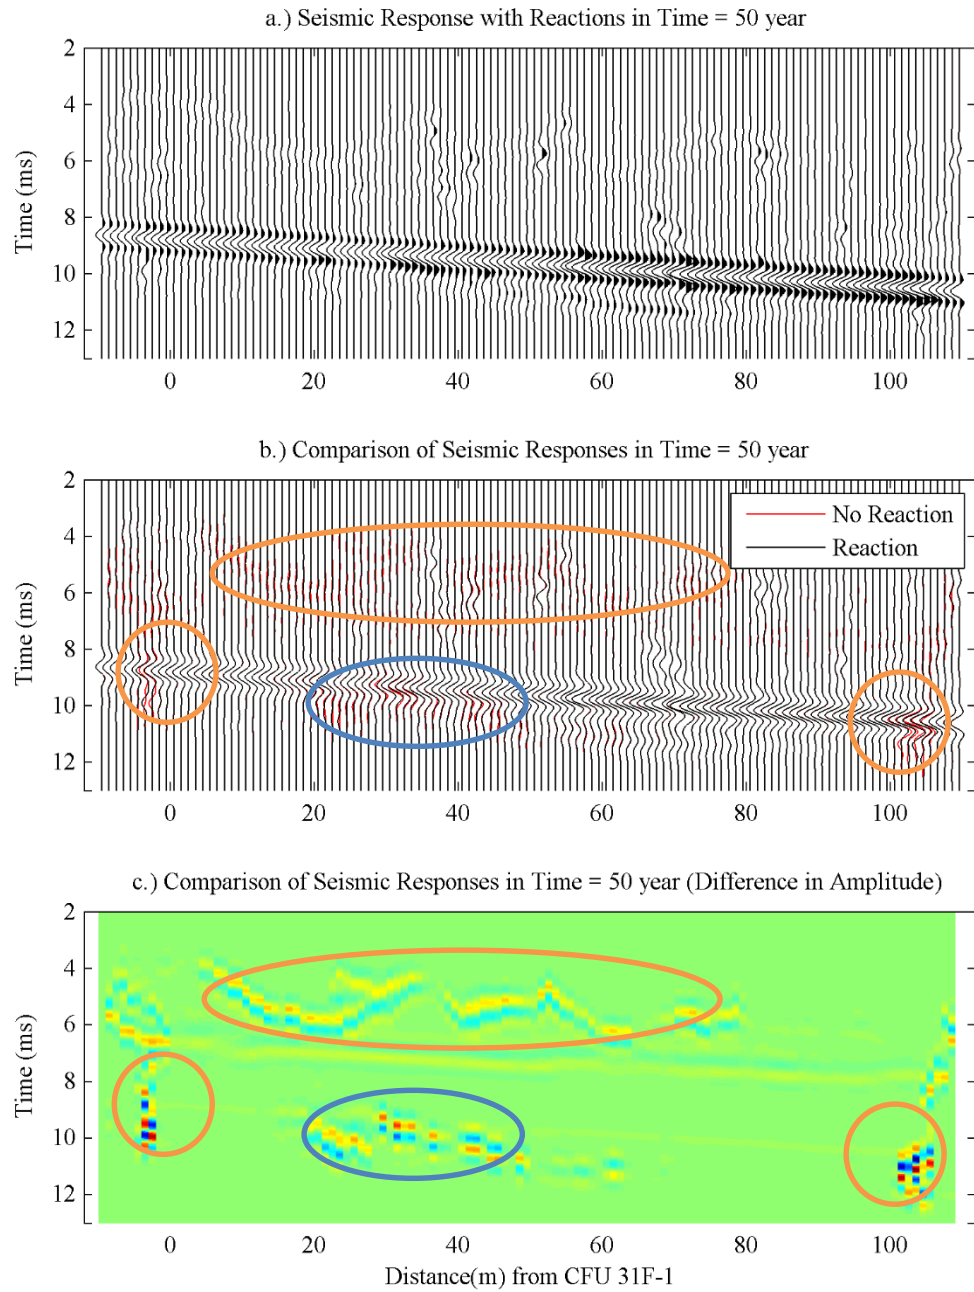 a.) Seismic Response with Reactions in Time = 50 year
2
4
6
8
10
12
Time (ms)
0 20 40 60 80 100
b.) Comparison of Seismic Responses in Time = 50 year
2
4
6
8
10
12
Time (ms)
No Reaction
Reaction
0 20 40 60 80 100
c.) Comparison of Seismic Responses in Time = 50 year (Difference in Amplitude)
2
4
6
8
10
12
Time (ms)
0 20 40 60 80 100
Distance(m) from CFU 31F-1